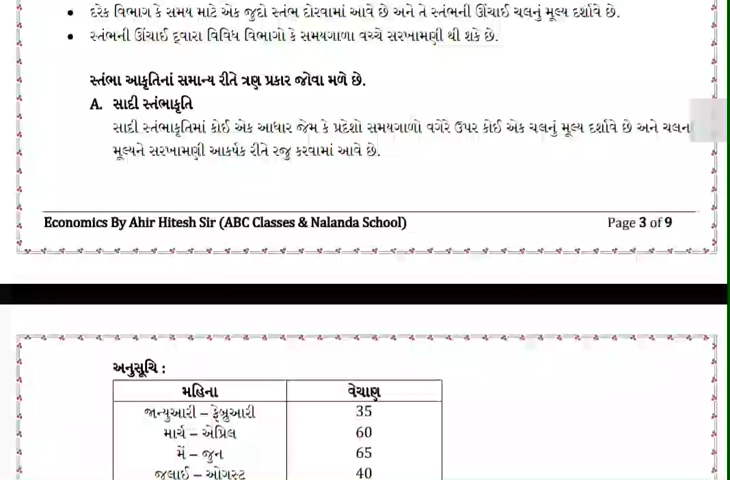 • દરેક વિભાગ કે સમય માટે એક જુદો સ્તંભ દોરવામાં આવે છે અને તે સ્તંભની ઊંચાઈ ચલનું મૂલ્ય દર્શાવે છે.
• સ્તંભની ઊંચાઈ દ્વારા વિવિધ વિભાગો કે સમયગાળા વચ્ચે સરખામણી થી શકે છે.
સ્તંભા આકૃતિનાં સમાન્ય રીતે ત્રણ પ્રકાર જોવા મળે છે.
A. સાદી સ્તંભાકૃતિ
સાદી સ્તંભાકૃતિમાં કોઈ એક આધાર જેમ કે પ્રદેશો સમયગાળો વગેરે ઉપર કોઈ એક ચલનું મૂલ્ય દર્શાવે છે અને ચલન
મૂલ્યને સરખામણી આકર્ષક રીતે રજુ કરવામાં આવે છે.
Economics By Ahir Hitesh Sir (ABC Classes & Nalanda School) Page 3 of 9
અનુસૂચિ :
મહિના વેચાણ
જાન્યુઆરી – ફેબ્રુઆરી 35
માર્ચ – એપ્રિલ 60
મેં – જુન 65
જુલાઈ – ઓગસ્ટ 40